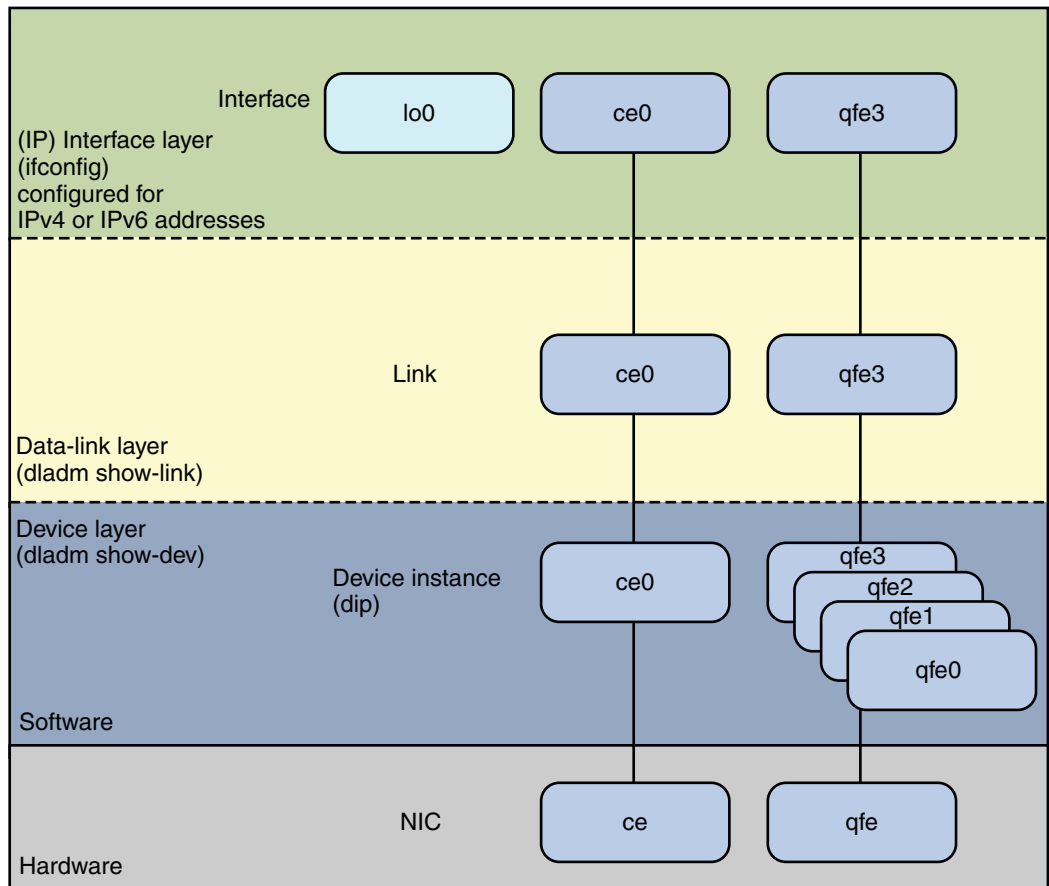 Interface
lo0
ce0
qfe3
(IP) Interface layer
(ifconfig)
configured for
IPv4 or IPv6 addresses
Link
ce0
qfe3
Data-link layer
(dladm show-link)
Device layer
(dladm show-dev)
Device instance
(dip)
ce0
qfe3
qfe2
qfe1
qfe0
Software
NIC
ce
qfe
Hardware